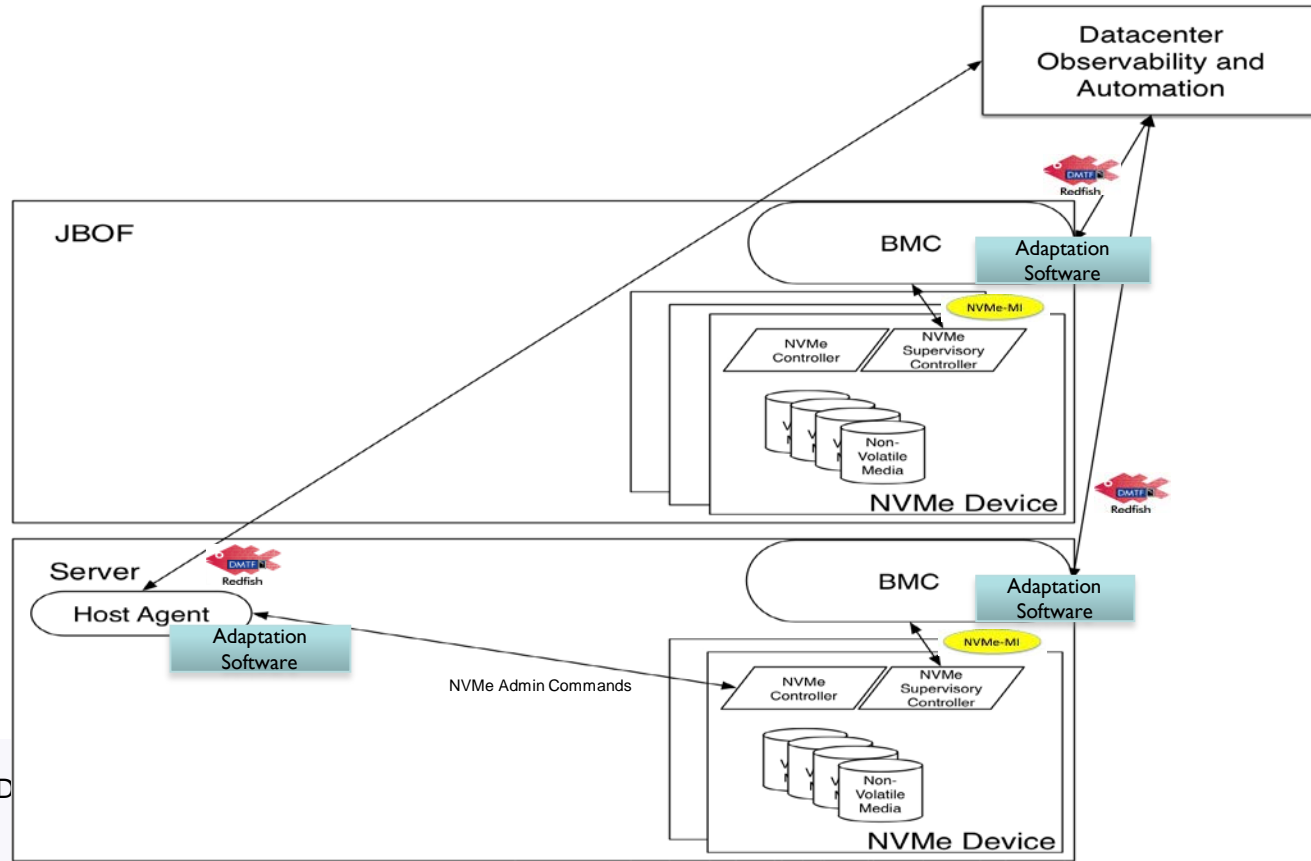 Datacenter
Observability and
Automation
DMTF
Redfish
JBOF
BMC
Adaptation
Software
NVMe-MI
NVMe
Controller
NVMe
Supervisory
Controller
Non-
Volatile
Media
NVMe Device
DMTF
Redfish
Server
DMTF
Redfish
Host Agent
Adaptation
Software
BMC
Adaptation
Software
NVMe-MI
NVMe Admin Commands
NVMe
Controller
NVMe
Supervisory
Controller
Non-
Volatile
Media
NVMe Device